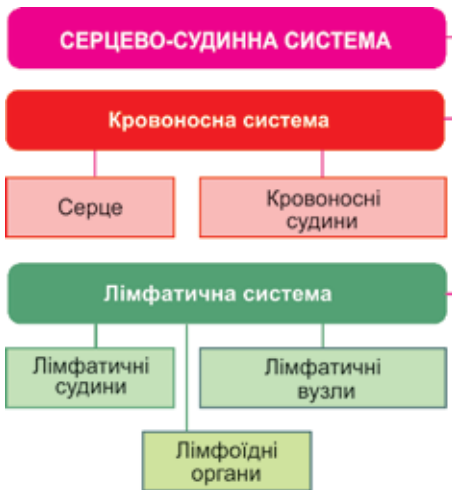 СЕРЦЕВО-СУДИННА СИСТЕМА
Кровоносна система
Серце
Кровоносні
судини
Лімфатична система
Лімфатичні
судини
Лімфатичні
вузли
Лімфоїдні
органи